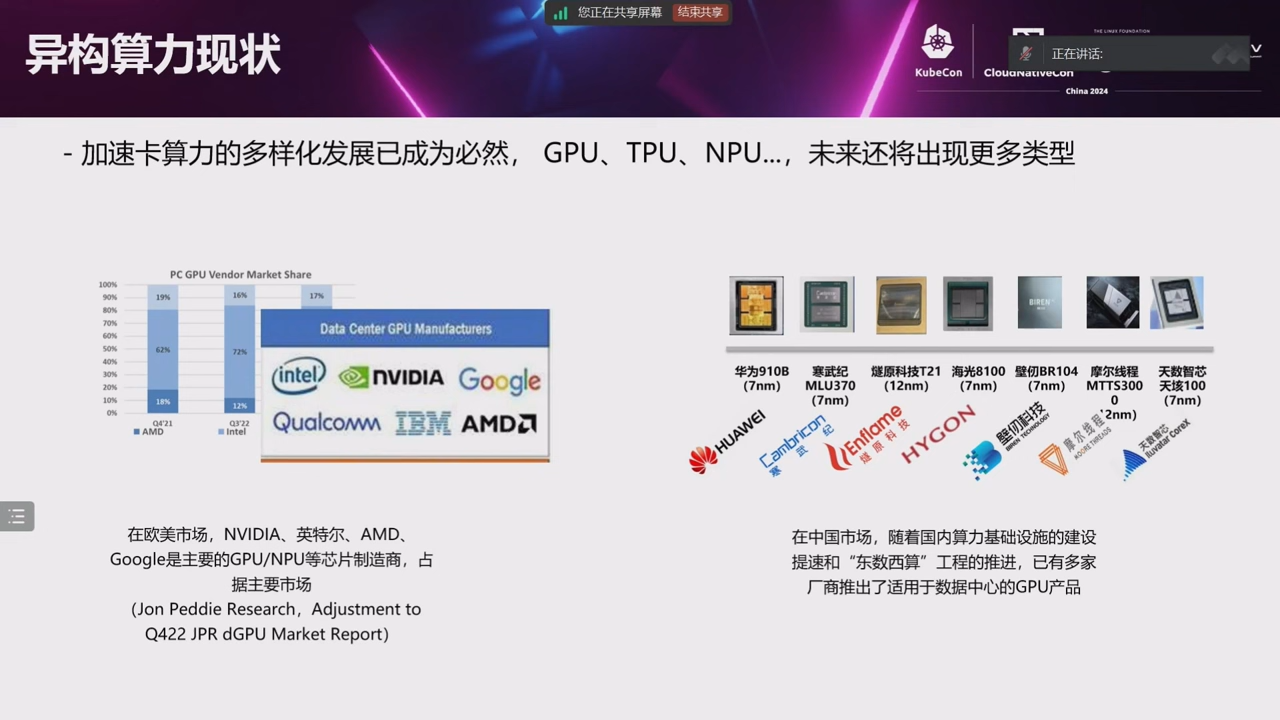 您正在共享屏幕 结束共享
异构算力现状
KubeCon
CloudNativeCon
THE LINUX FOUNDATION
正在讲话:
China 2024
- 加速卡算力的多样化发展已成为必然， GPU、TPU、NPU...，未来还将出现更多类型
PC GPU Vendor Market Share
100%
90%
80%
70%
60%
50%
40%
30%
20%
10%
0%
19%
62%
18%
16%
72%
12%
17%
Q4'21
Q3'22
AMD
Intel
Data Center GPU Manufacturers
intel NVIDIA Google
Qualcomm IBM AMD
华为910B
(7nm)
寒武纪
MLU370
(7nm)
燧原科技T21
(12nm)
海光8100
(7nm)
壁仞BR104
(7nm)
摩尔线程
MTTS300
0
2nm)
天数智芯
天垓100
(7nm)
BIREN
HUAWEI
Cambricon
寒武纪
Enflame
燧原科技
HYGON
壁仞科技
BIREN TECHNOLOGY
摩尔线程
MOORE THREADS
天数智芯
Iluvatar CoreX
在欧美市场，NVIDIA、英特尔、AMD、
Google是主要的GPU/NPU等芯片制造商，占
据主要市场
（Jon Peddie Research，Adjustment to
Q422 JPR dGPU Market Report）
在中国市场，随着国内算力基础设施的建设
提速和“东数西算”工程的推进，已有多家
厂商推出了适用于数据中心的GPU产品